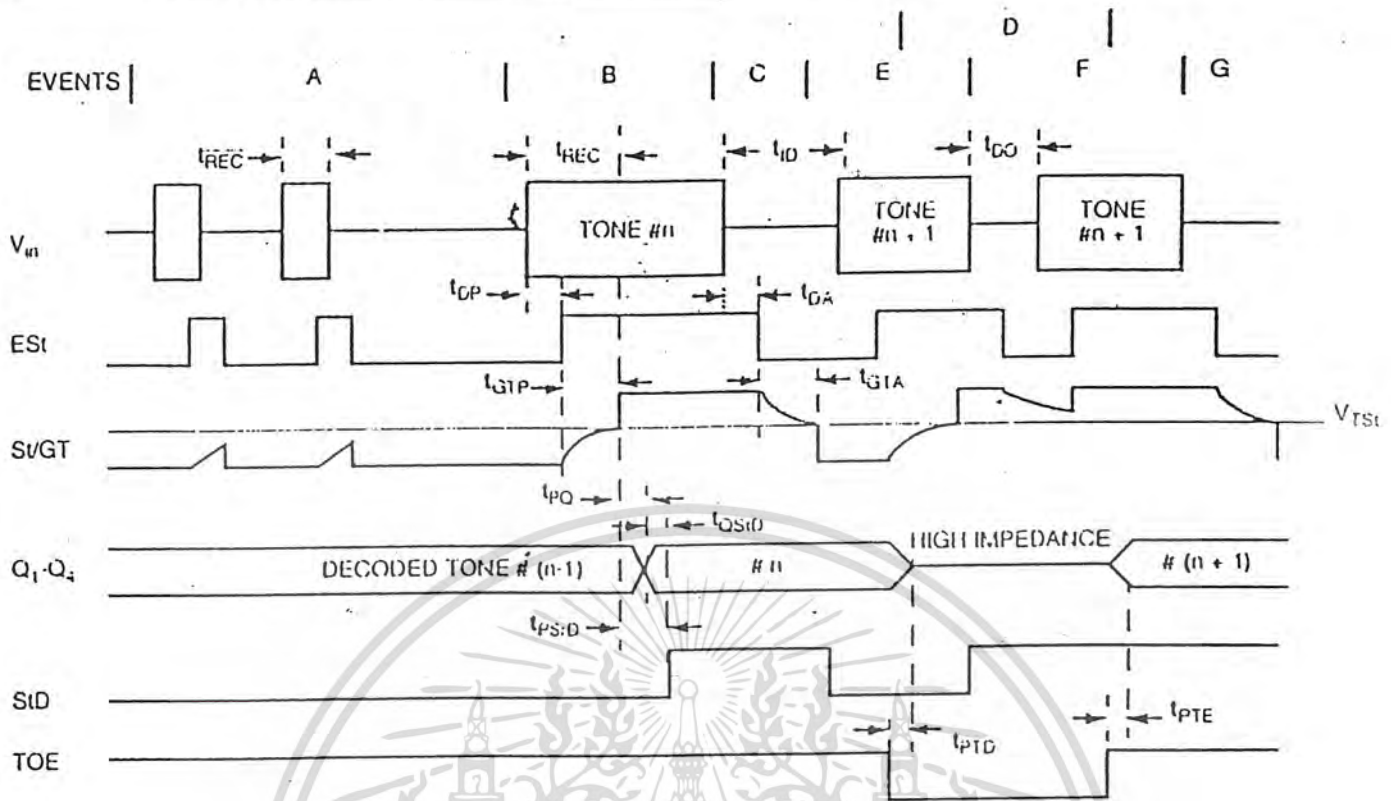 D
EVENTS A B C E F G
tREC tREC tID tDO
Vin TONE #n TONE #n + 1 TONE #n + 1
tDP tDA
ESt
tGTP tGTA
VTSt
St/GT
tPQ tQStD
HIGH IMPEDANCE
Q1-Q4 DECODED TONE # (n-1) # n # (n + 1)
tPStD
StD
tPTE
tPTD
TOE